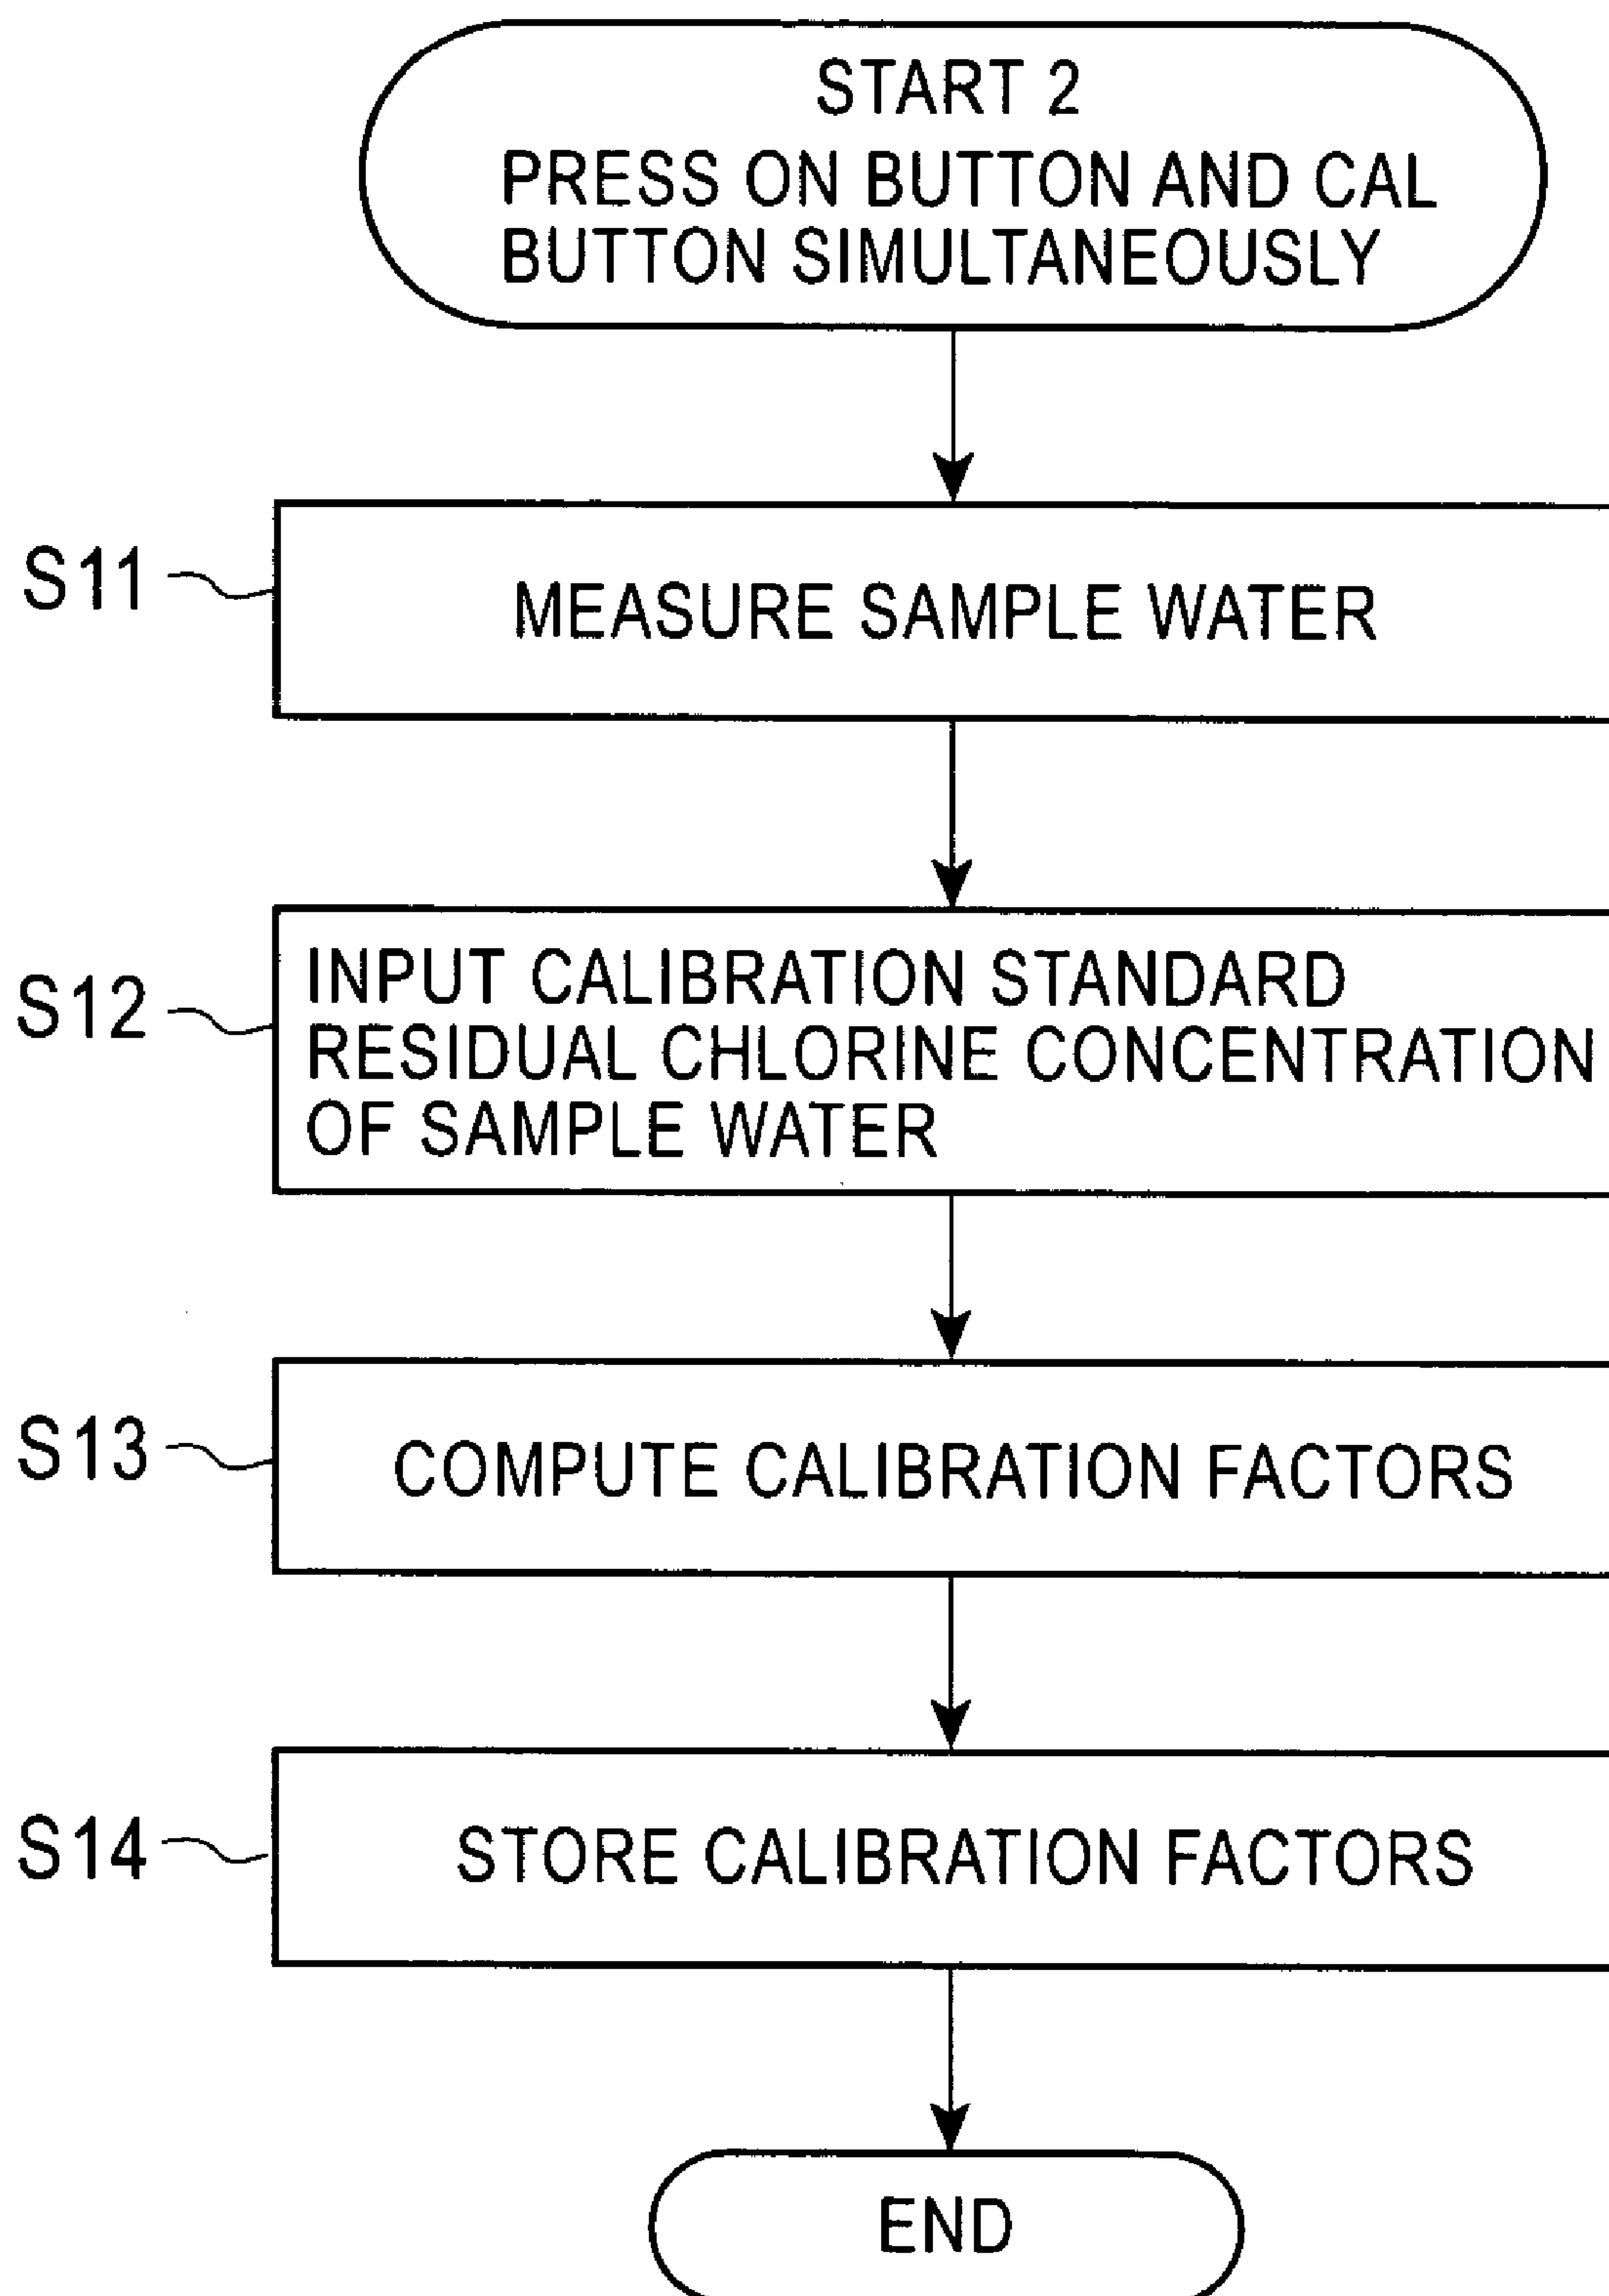 START 2
PRESS ON BUTTON AND CAL
BUTTON SIMULTANEOUSLY
S11
MEASURE SAMPLE WATER
S12
INPUT CALIBRATION STANDARD
RESIDUAL CHLORINE CONCENTRATION
OF SAMPLE WATER
S13
COMPUTE CALIBRATION FACTORS
S14
STORE CALIBRATION FACTORS
END